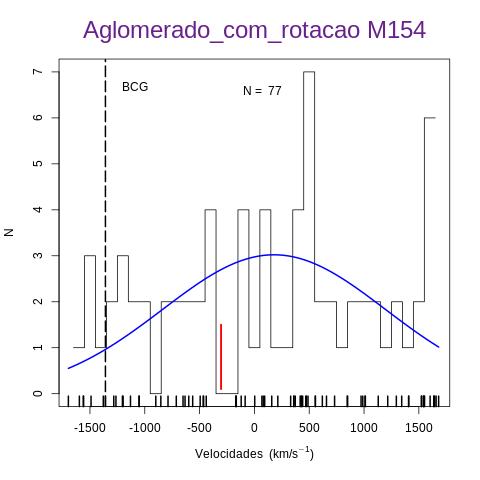 Aglomerado_com_rotacao M154
BCG
N = 77
N
7
6
5
4
3
2
1
0
-1500 -1000 -500 0 500 1000 1500
Velocidades (km/s⁻¹)